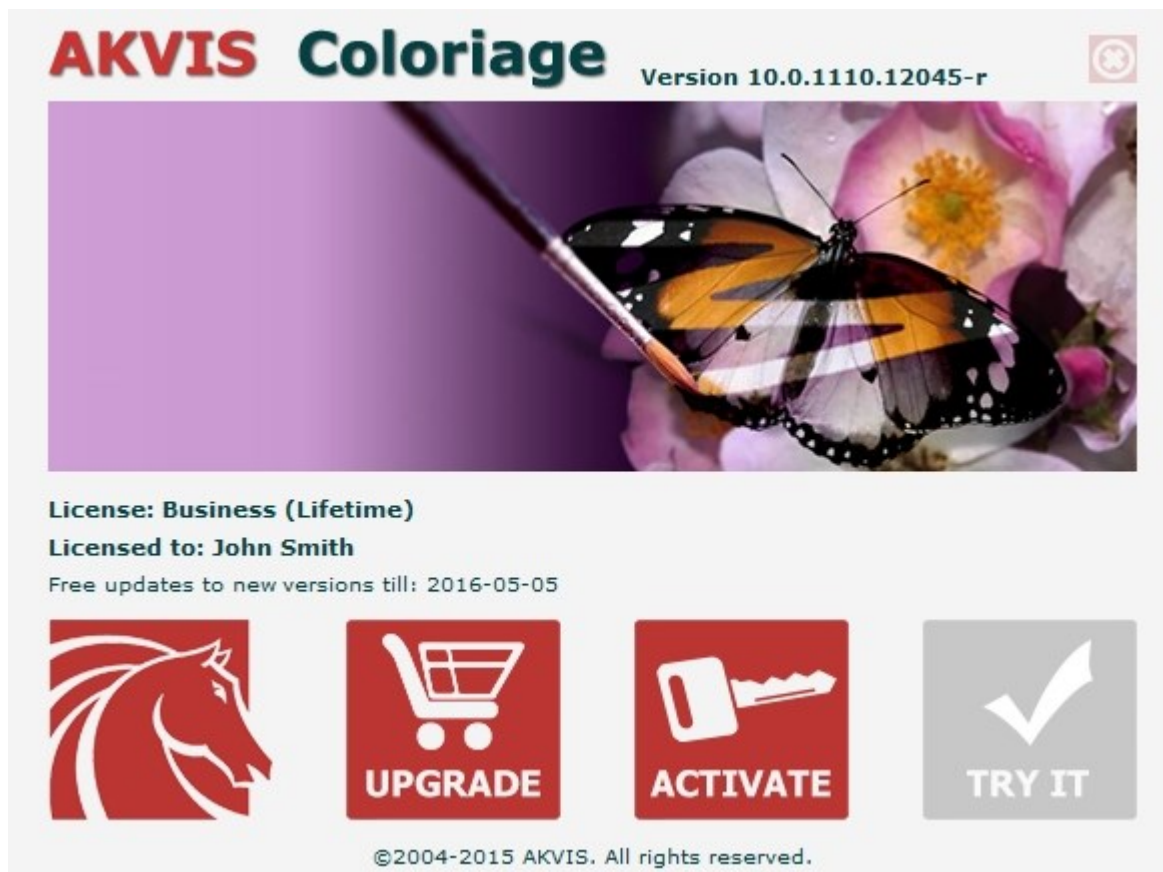 AKVIS Coloriage Version 10.0.1110.12045-r
License: Business (Lifetime)
Licensed to: John Smith
Free updates to new versions till: 2016-05-05
UPGRADE ACTIVATE TRY IT
©2004-2015 AKVIS. All rights reserved.